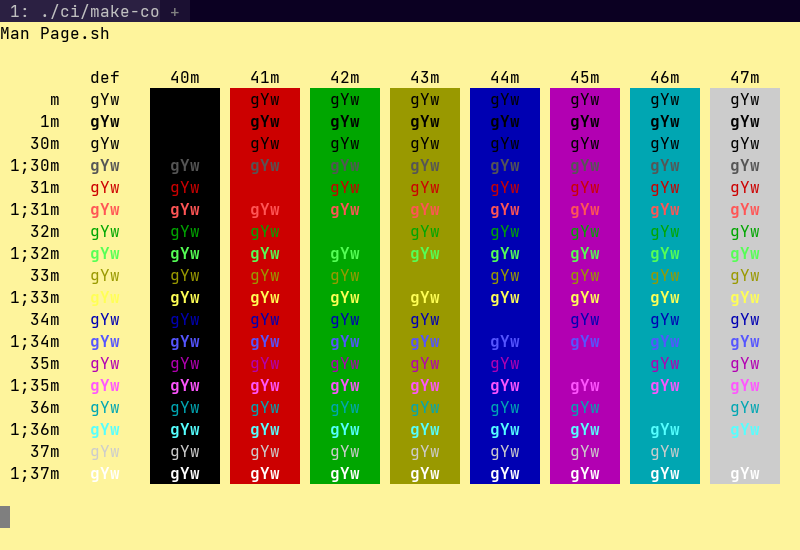 1: ./ci/make-co +
Man Page.sh
def 40m 41m 42m 43m 44m 45m 46m 47m
m gYw gYw gYw gYw gYw gYw gYw gYw
1m gYw gYw gYw gYw gYw gYw gYw gYw
30m gYw gYw gYw gYw gYw gYw gYw gYw
1;30m gYw gYw gYw gYw gYw gYw gYw gYw gYw
31m gYw gYw gYw gYw gYw gYw gYw gYw
1;31m gYw gYw gYw gYw gYw gYw gYw gYw gYw
32m gYw gYw gYw gYw gYw gYw gYw gYw
1;32m gYw gYw gYw gYw gYw gYw gYw gYw gYw
33m gYw gYw gYw gYw gYw gYw gYw gYw
1;33m gYw gYw gYw gYw gYw gYw gYw gYw gYw
34m gYw gYw gYw gYw gYw gYw gYw gYw
1;34m gYw gYw gYw gYw gYw gYw gYw gYw gYw
35m gYw gYw gYw gYw gYw gYw gYw gYw
1;35m gYw gYw gYw gYw gYw gYw gYw gYw gYw
36m gYw gYw gYw gYw gYw gYw gYw gYw
1;36m gYw gYw gYw gYw gYw gYw gYw gYw gYw
37m gYw gYw gYw gYw gYw gYw gYw gYw
1;37m gYw gYw gYw gYw gYw gYw gYw gYw gYw